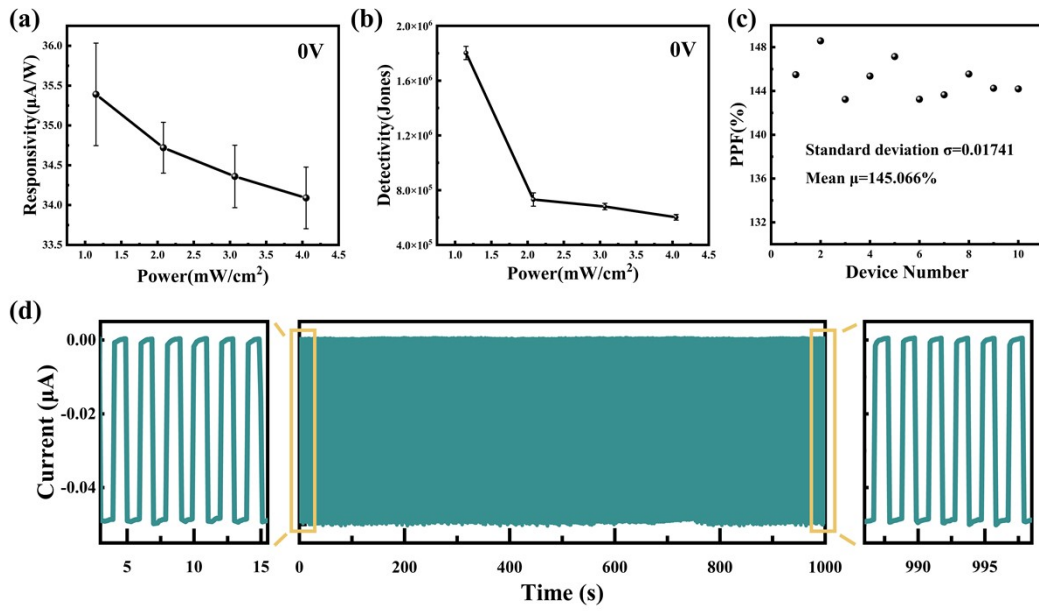 (a)
0V
Responsivity(μA/W)
36.0
35.5
35.0
34.5
34.0
33.5
1.0 1.5 2.0 2.5 3.0 3.5 4.0 4.5
Power(mW/cm²)
(b)
0V
Detectivity(Jones)
2.0×10⁶
1.6×10⁶
1.2×10⁶
8.0×10⁵
4.0×10⁵
1.0 1.5 2.0 2.5 3.0 3.5 4.0 4.5
Power(mW/cm²)
(c)
PPF(%)
148
144
140
136
132
Standard deviation σ=0.01741
Mean μ=145.066%
0 2 4 6 8 10
Device Number
(d)
Current (μA)
0.00
-0.02
-0.04
5 10 15
0 200 400 600 800 1000
990 995
Time (s)